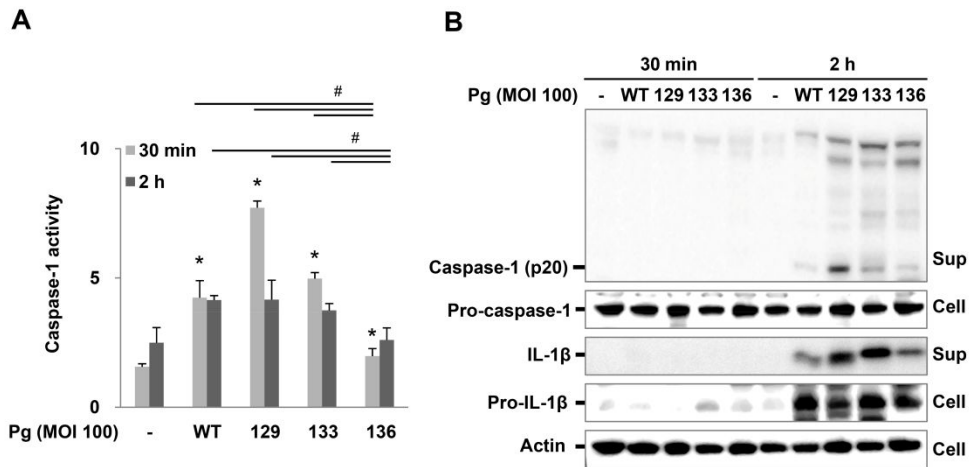 A
#
#
10
30 min
2 h
*
*
*
*
5
0
Caspase-1 activity
Pg (MOI 100) - WT 129 133 136
B
30 min 2 h
Pg (MOI 100) - WT 129 133 136 - WT 129 133 136
Caspase-1 (p20) Sup
Pro-caspase-1 Cell
IL-1β Sup
Pro-IL-1β Cell
Actin Cell